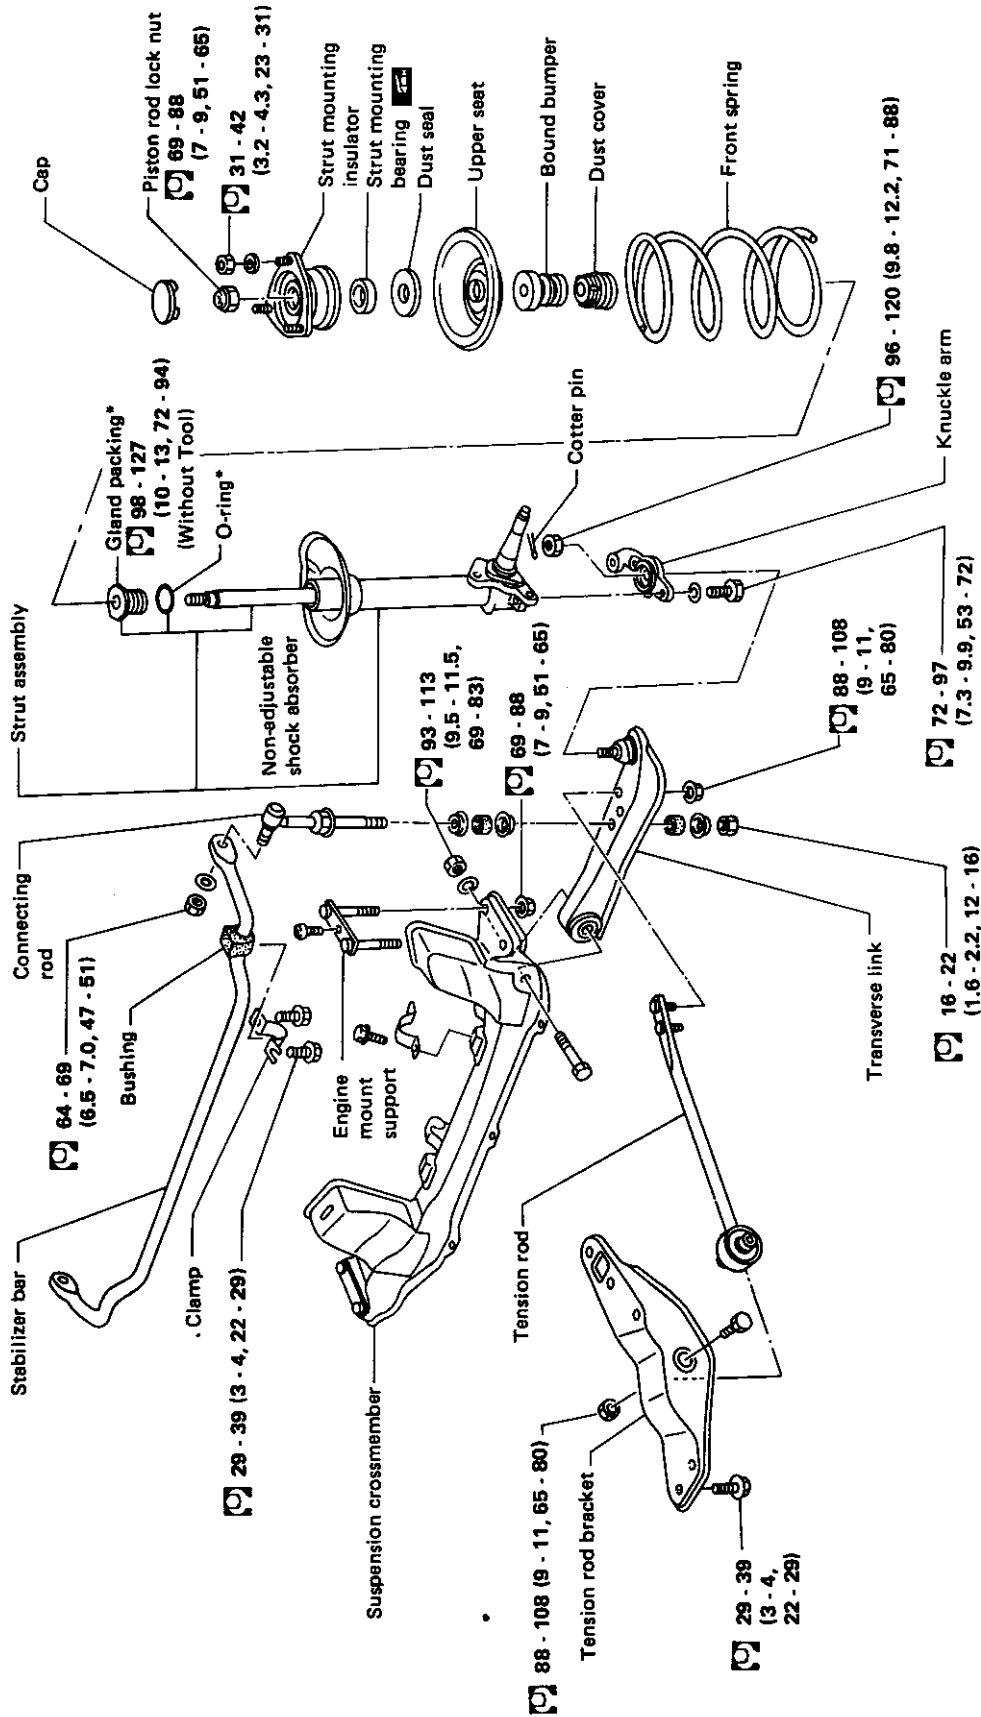 Stabilizer bar
64 - 69
(6.5 - 7.0, 47 - 51)
Connecting
rod
Bushing
. Clamp
29 - 39 (3 - 4, 22 - 29)
Strut assembly
Gland packing*
98 - 127
(10 - 13, 72 - 94)
(Without Tool)
O-ring*
Non-adjustable
shock absorber
Cap
Piston rod lock nut
69 - 88
(7 - 9, 51 - 65)
31 - 42
(3.2 - 4.3, 23 - 31)
Strut mounting
insulator
Strut mounting
bearing
Dust seal
Upper seat
Bound bumper
Dust cover
Front spring
Engine
mount
support
Suspension crossmember
93 - 113
(9.5 - 11.5,
69 - 83)
69 - 88
(7 - 9, 51 - 65)
Cotter pin
96 - 120 (9.8 - 12.2, 71 - 88)
Knuckle arm
72 - 97
(7.3 - 9.9, 53 - 72)
88 - 108
(9 - 11,
65 - 80)
16 - 22
(1.6 - 2.2, 12 - 16)
Transverse link
Tension rod
88 - 108 (9 - 11, 65 - 80)
Tension rod bracket
29 - 39
(3 - 4,
22 - 29)